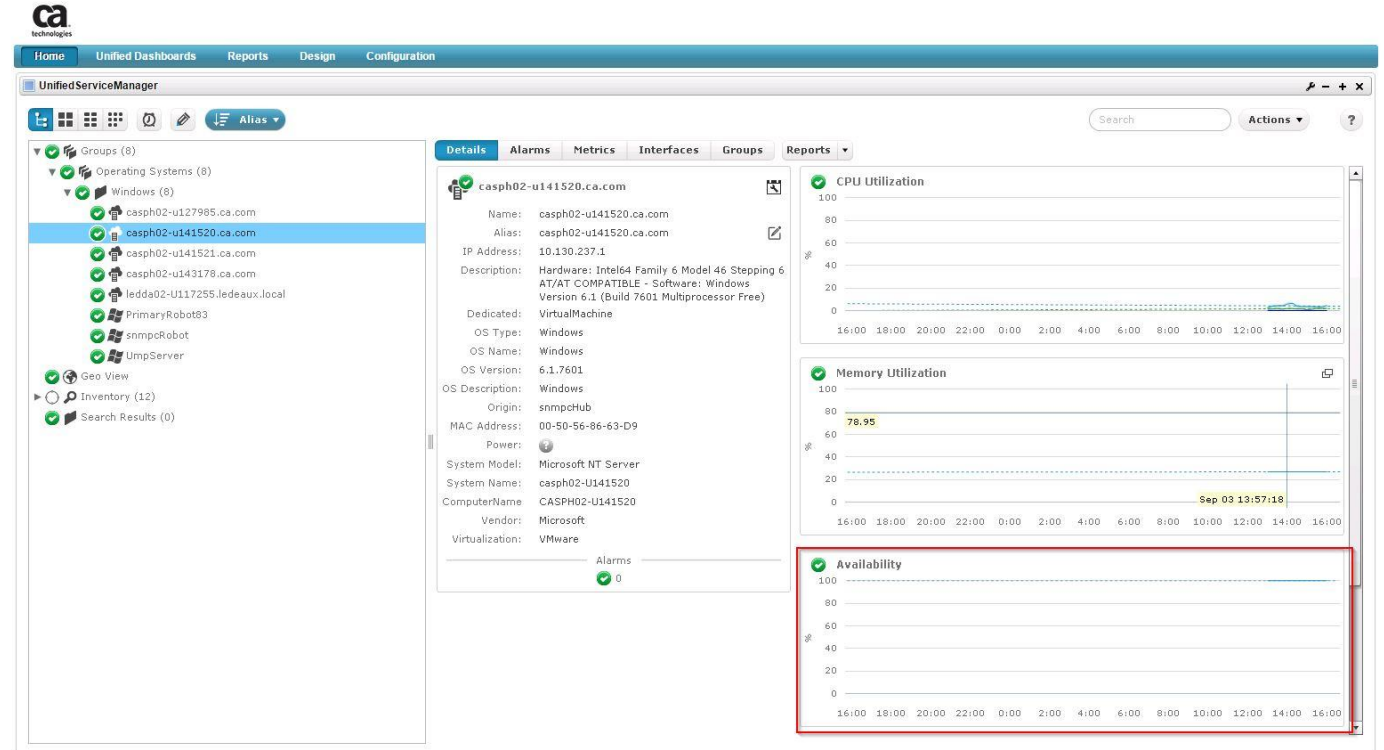 ca
technologies
Home Unified Dashboards Reports Design Configuration
UnifiedServiceManager
Alias
Search
Actions
?
Groups (8)
Operating Systems (8)
Windows (8)
casph02-u127985.ca.com
casph02-u141520.ca.com
casph02-u141521.ca.com
casph02-u143178.ca.com
ledda02-U117255.ledeaux.local
PrimaryRobot83
snmpcRobot
UmpServer
Geo View
Inventory (12)
Search Results (0)
Details Alarms Metrics Interfaces Groups Reports
casph02-u141520.ca.com
Name: casph02-u141520.ca.com
Alias: casph02-u141520.ca.com
IP Address: 10.130.237.1
Description: Hardware: Intel64 Family 6 Model 46 Stepping 6
AT/AT COMPATIBLE - Software: Windows
Version 6.1 (Build 7601 Multiprocessor Free)
Dedicated: VirtualMachine
OS Type: Windows
OS Name: Windows
OS Version: 6.1.7601
OS Description: Windows
Origin: snmpcHub
MAC Address: 00-50-56-86-63-D9
Power: ?
System Model: Microsoft NT Server
System Name: casph02-U141520
ComputerName CASPH02-U141520
Vendor: Microsoft
Virtualization: VMware
Alarms
0
CPU Utilization
100
80
60
%
40
20
0
16:00 18:00 20:00 22:00 0:00 2:00 4:00 6:00 8:00 10:00 12:00 14:00 16:00
Memory Utilization
100
80
78.95
60
%
40
20
Sep 03 13:57:18
0
16:00 18:00 20:00 22:00 0:00 2:00 4:00 6:00 8:00 10:00 12:00 14:00 16:00
Availability
100
80
60
%
40
20
0
16:00 18:00 20:00 22:00 0:00 2:00 4:00 6:00 8:00 10:00 12:00 14:00 16:00